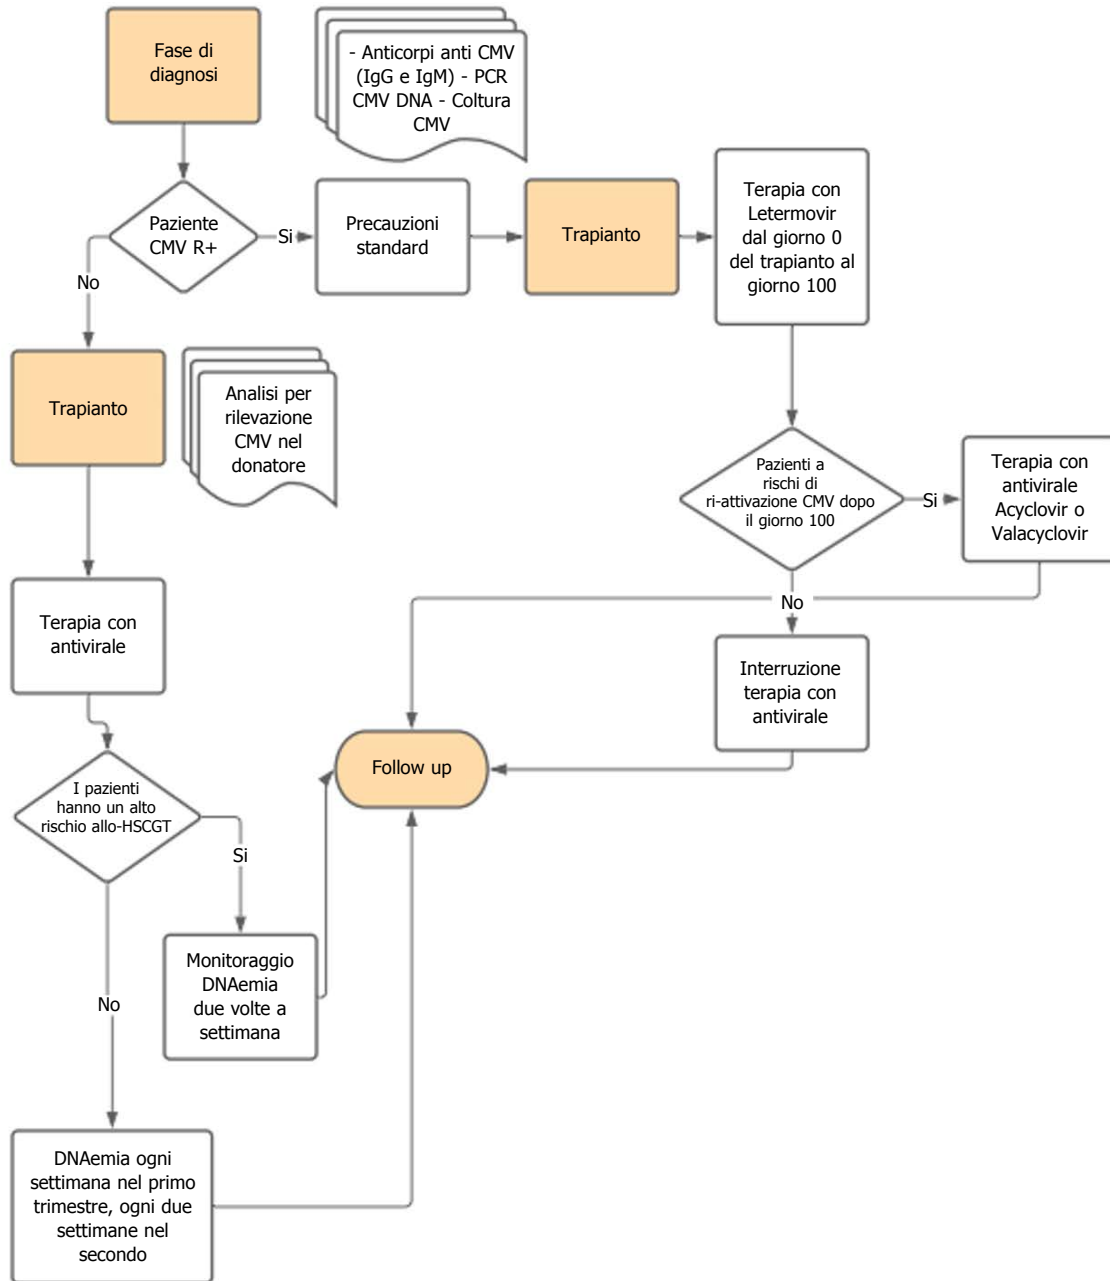 Fase di
diagnosi
- Anticorpi anti CMV
(IgG e IgM) - PCR
CMV DNA - Coltura
CMV
Paziente
CMV R+
Si
Precauzioni
standard
Trapianto
Terapia con
Letermovir
dal giorno 0
del trapianto al
giorno 100
No
Trapianto
Analisi per
rilevazione
CMV nel
donatore
Pazienti a
rischi di
ri-attivazione CMV dopo
il giorno 100
Si
Terapia con
antivirale
Acyclovir o
Valacyclovir
No
Terapia con
antivirale
Interruzione
terapia con
antivirale
Follow up
I pazienti
hanno un alto
rischio allo-HSCGT
Si
Monitoraggio
DNAemia
due volte a
settimana
No
DNAemia ogni
settimana nel primo
trimestre, ogni due
settimane nel
secondo